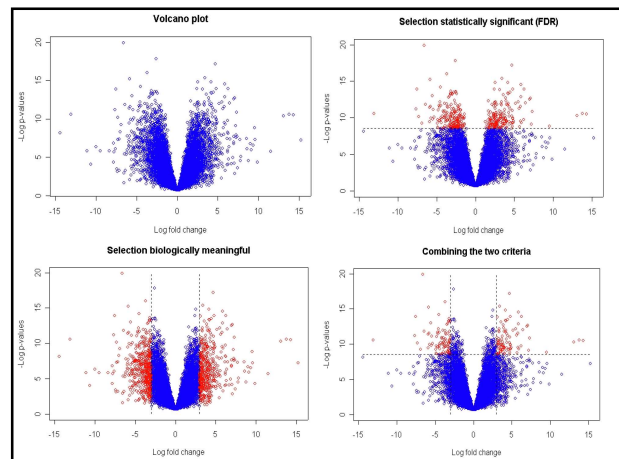 Volcano plot
20
15
10
5
0
-Log p-values
-15 -10 -5 0 5 10 15
Log fold change
Selection statistically significant (FDR)
20
15
10
5
0
-Log p-values
-15 -10 -5 0 5 10 15
Log fold change
Selection biologically meaningful
20
15
10
5
0
-Log p-values
-15 -10 -5 0 5 10 15
Log fold change
Combining the two criteria
20
15
10
5
0
-Log p-values
-15 -10 -5 0 5 10 15
Log fold change